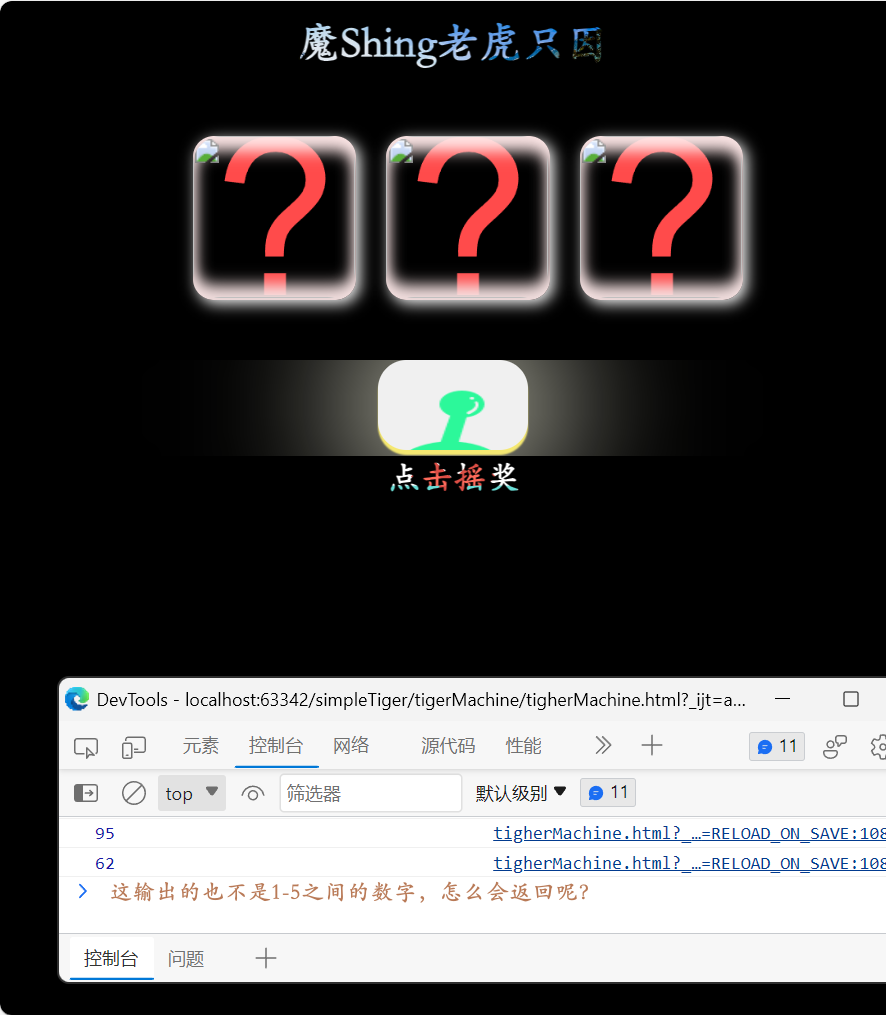 魔Shing老虎只因
? ? ?
点击摇奖
DevTools - localhost:63342/simpleTiger/tigerMachine/tigherMachine.html?_ijt=a...
元素 控制台 网络 源代码 性能 11
top 筛选器 默认级别 11
95 tigherMachine.html?_…=RELOAD_ON_SAVE:108
62 tigherMachine.html?_…=RELOAD_ON_SAVE:108
这输出的也不是1-5之间的数字，怎么会返回呢?
控制台 问题